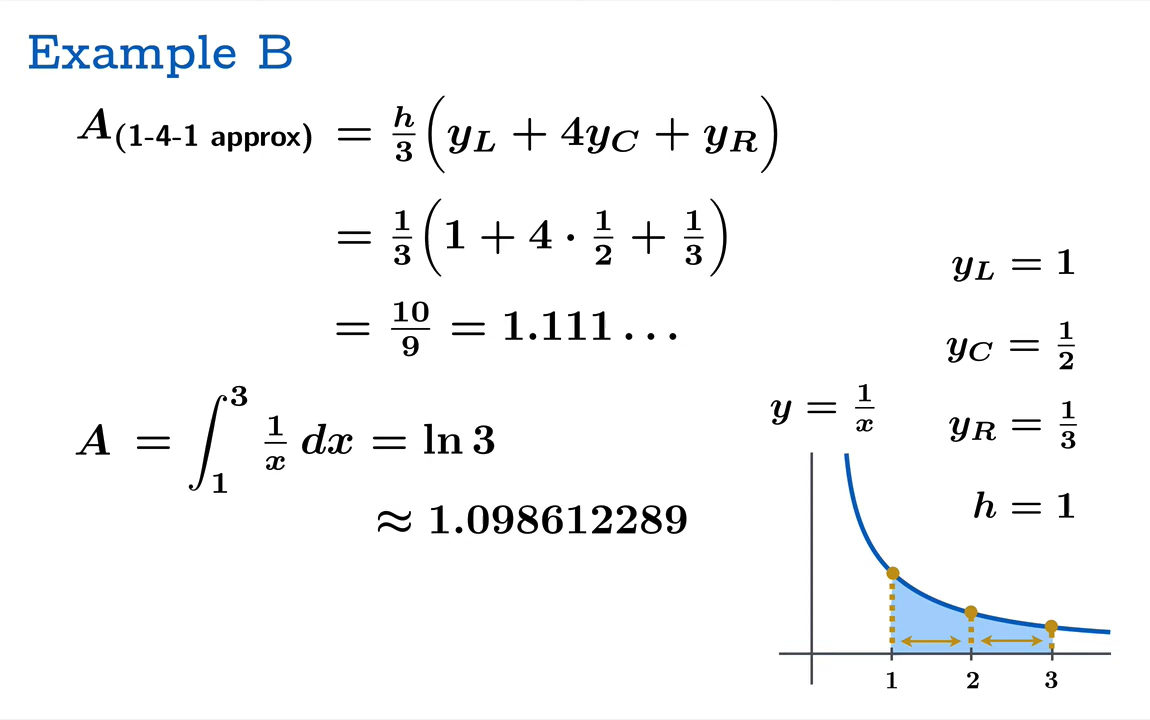 Example B
A(1-4-1 approx) = h/3 (yL + 4yC + yR)
= 1/3 (1 + 4 · 1/2 + 1/3)
= 10/9 = 1.111 . . .
A = ∫₁³ 1/x dx = ln 3
≈ 1.098612289
yL = 1
yC = 1/2
yR = 1/3
h = 1
y = 1/x
1 2 3